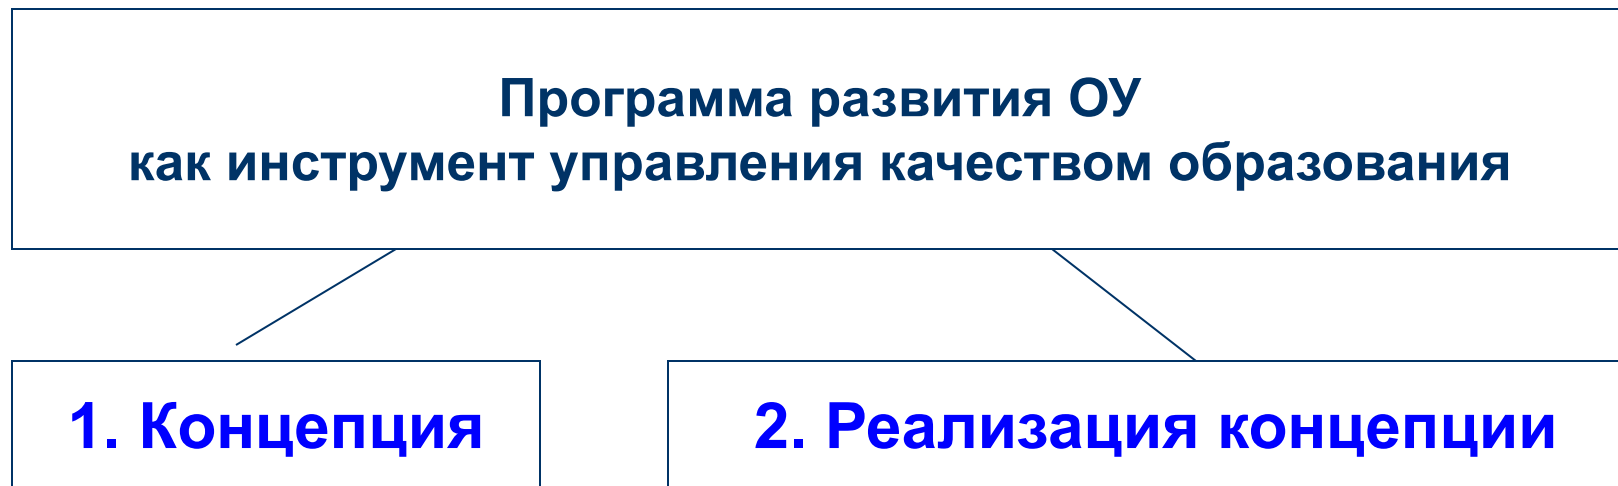 Программа развития ОУ
как инструмент управления качеством образования
1. Концепция
2. Реализация концепции